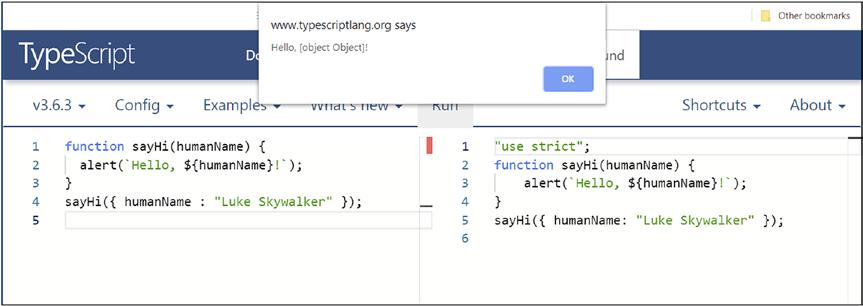 www.typescriptlang.org says
Other bookmarks
Hello, [object Object]!
OK
TypeScript
v3.6.3 Config Examples What's new Run Shortcuts About
1 function sayHi(humanName) {
2 alert(`Hello, ${humanName}!`);
3 }
4 sayHi({ humanName : "Luke Skywalker" });
5
1 "use strict";
2 function sayHi(humanName) {
3 alert(`Hello, ${humanName}!`);
4 }
5 sayHi({ humanName: "Luke Skywalker" });
6